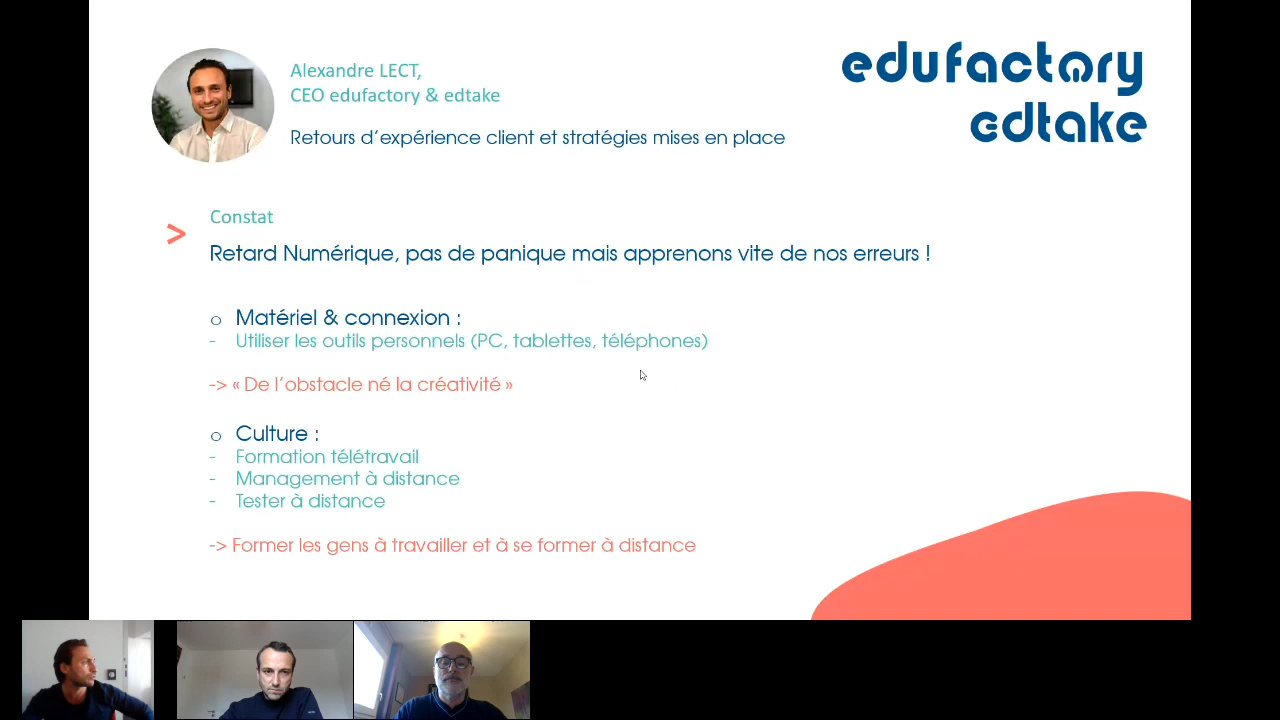 Alexandre LECT,
CEO edufactory & edtake
Retours d'expérience client et stratégies mises en place
edufactory
edtake
>
Constat
Retard Numérique, pas de panique mais apprenons vite de nos erreurs !
o Matériel & connexion :
- Utiliser les outils personnels (PC, tablettes, téléphones)
-> « De l'obstacle né la créativité »
o Culture :
- Formation télétravail
- Management à distance
- Tester à distance
-> Former les gens à travailler et à se former à distance